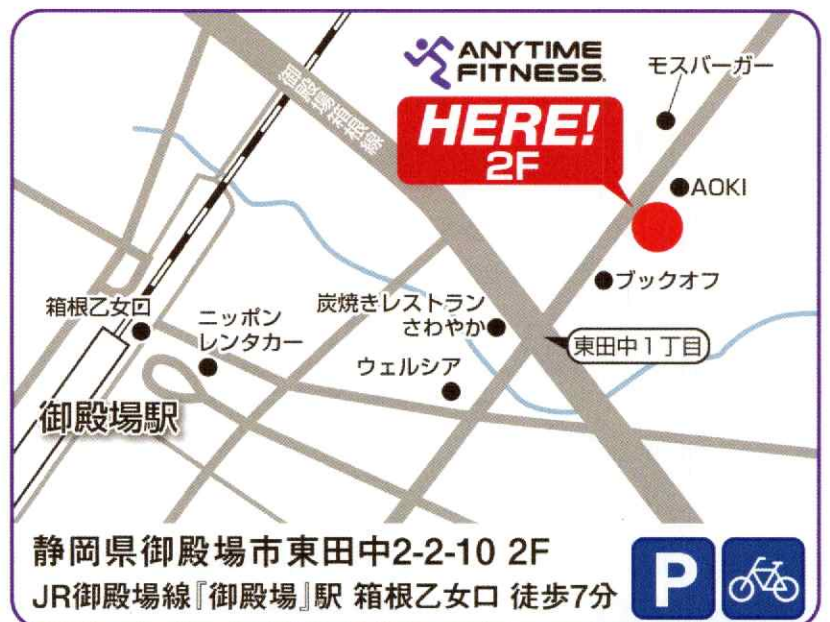 ANYTIME
FITNESS.
モスバーガー
御殿場箱根線
HERE!
2F
AOKI
ブックオフ
箱根乙女口
ニッポン
レンタカー
炭焼きレストラン
さわやか
東田中1丁目
ウェルシア
御殿場駅
静岡県御殿場市東田中2-2-10 2F
JR御殿場線『御殿場』駅 箱根乙女口 徒歩7分
P